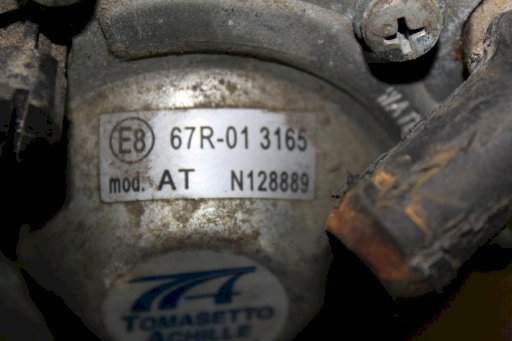 E8 67R-01 3165
mod. AT N128889
TOMASETTO
ACHILLE